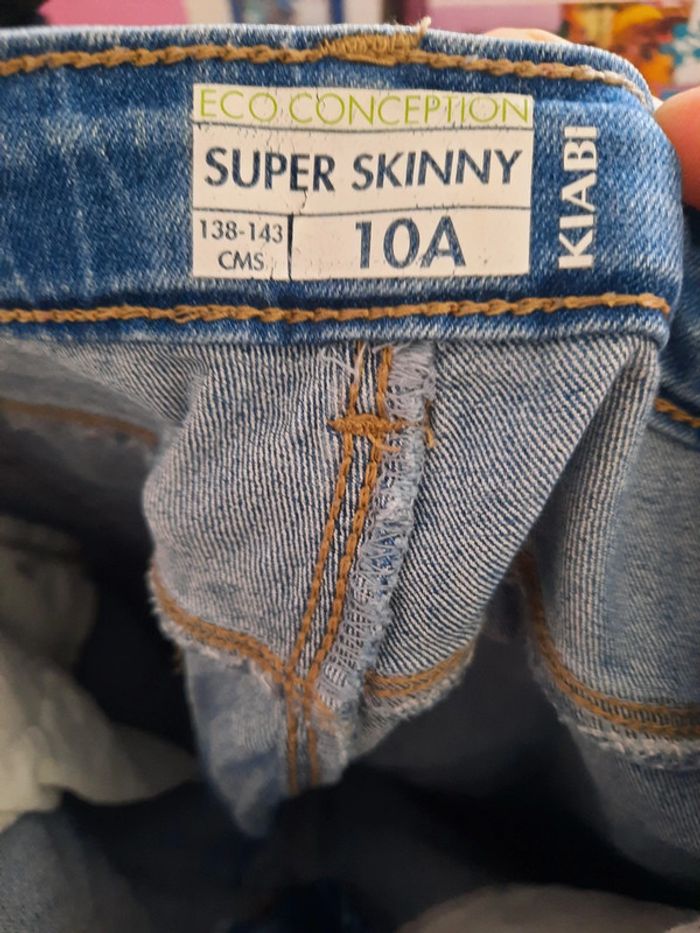 ECO CONCEPTION
SUPER SKINNY
138-143
CMS
10A
KIABI